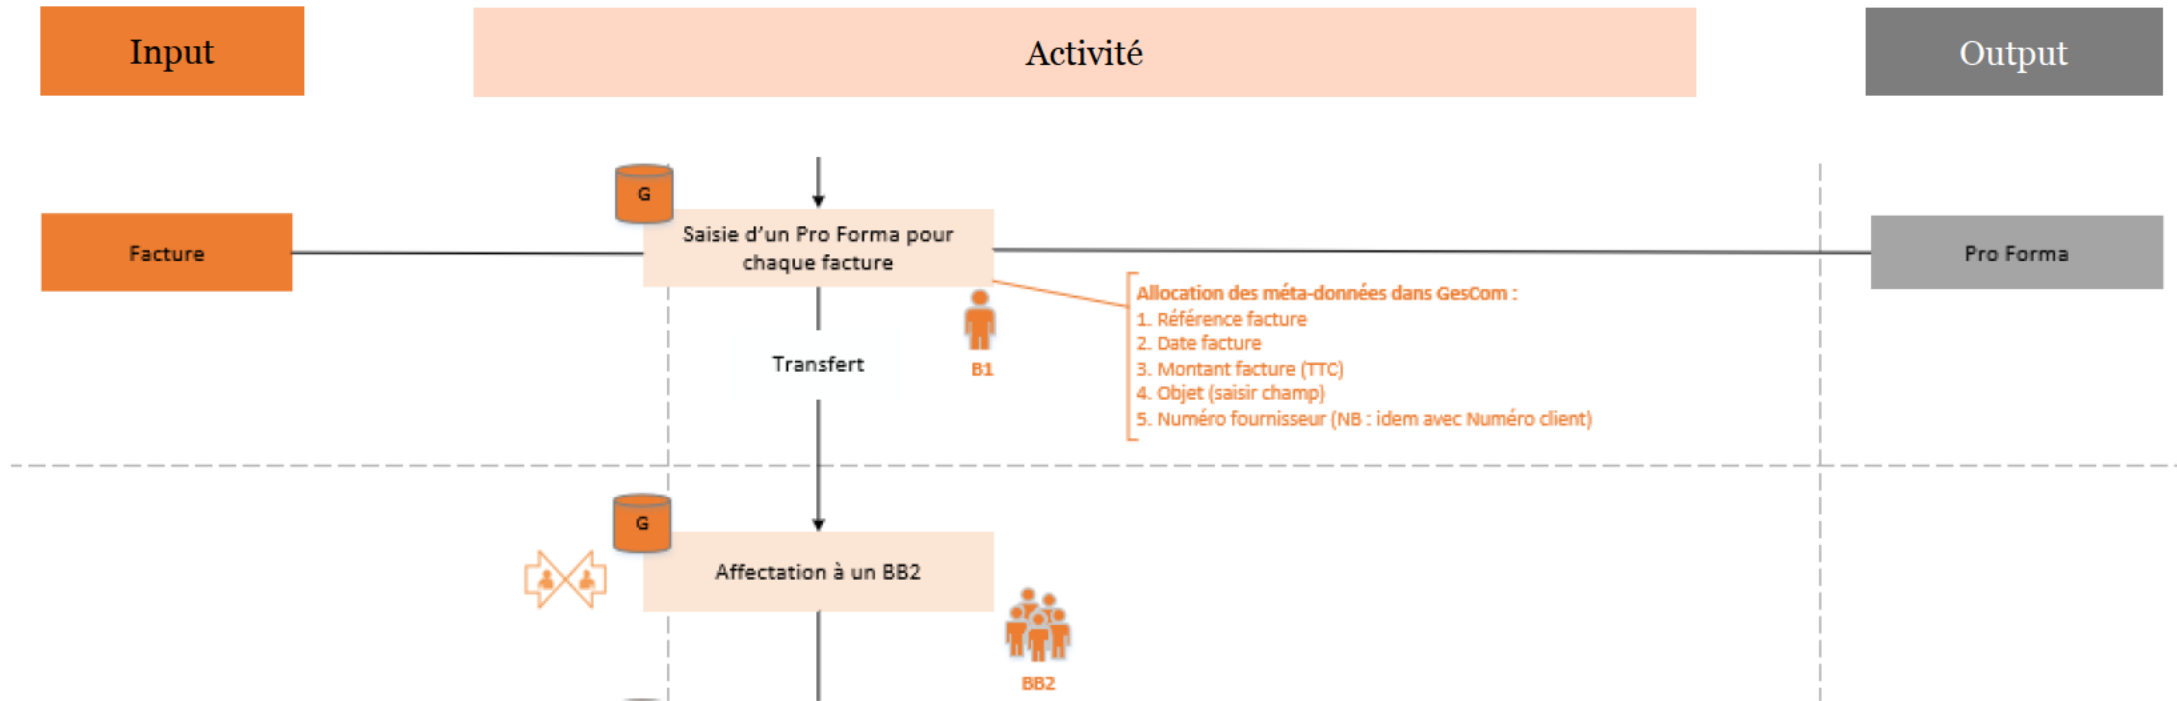 Input
Activité
Output
G
Facture
Saisie d'un Pro Forma pour
chaque facture
Pro Forma
Allocation des méta-données dans GesCom :
1. Référence facture
2. Date facture
3. Montant facture (TTC)
4. Objet (saisir champ)
5. Numéro fournisseur (NB : idem avec Numéro client)
B1
Transfert
G
Affectation à un BB2
BB2